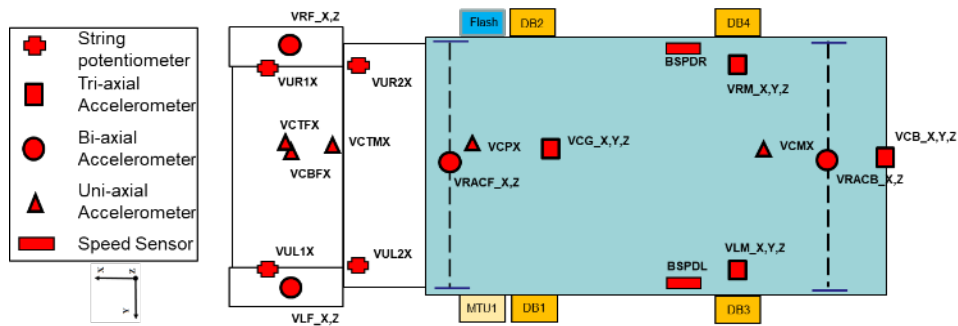 String
potentiometer
Tri-axial
Accelerometer
Bi-axial
Accelerometer
Uni-axial
Accelerometer
Speed Sensor
X
Z
Y
VRF_X,Z
Flash
DB2
DB4
VUR1X
VUR2X
BSPDR
VRM_X,Y,Z
VCTFX
VCTMX
VCBFX
VCPX
VCG_X,Y,Z
VCMX
VCB_X,Y,Z
VRACF_X,Z
VRACB_X,Z
VUL1X
VUL2X
BSPDL
VLM_X,Y,Z
VLF_X,Z
MTU1
DB1
DB3